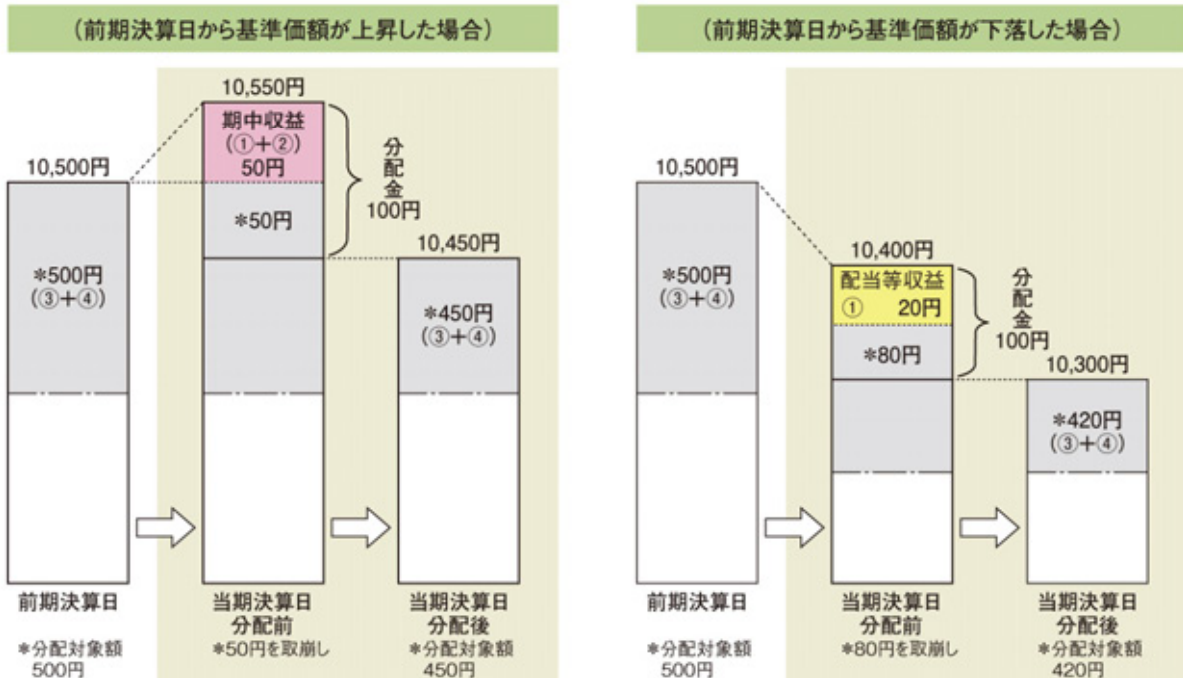 (前期決算日から基準価額が上昇した場合)
10,500円
*500円
(③+④)
前期決算日
*分配対象額
500円
10,550円
期中収益
(①+②)
50円
*50円
分配金
100円
当期決算日
分配前
*50円を取崩し
10,450円
*450円
(③+④)
当期決算日
分配後
*分配対象額
450円
(前期決算日から基準価額が下落した場合)
10,500円
*500円
(③+④)
前期決算日
*分配対象額
500円
10,400円
配当等収益
① 20円
*80円
分配金
100円
当期決算日
分配前
*80円を取崩し
10,300円
*420円
(③+④)
当期決算日
分配後
*分配対象額
420円